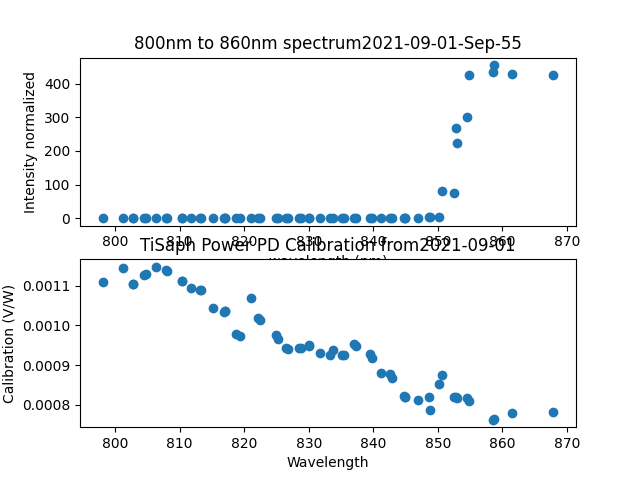 800nm to 860nm spectrum2021-09-01-Sep-55
400
300
200
100
0
Intensity normalized
800 810 820 830 840 850 860 870
wavelength (nm)
TiSaph Power PD Calibration from2021-09-01
0.0011
0.0010
0.0009
0.0008
Calibration (V/W)
800 810 820 830 840 850 860 870
Wavelength